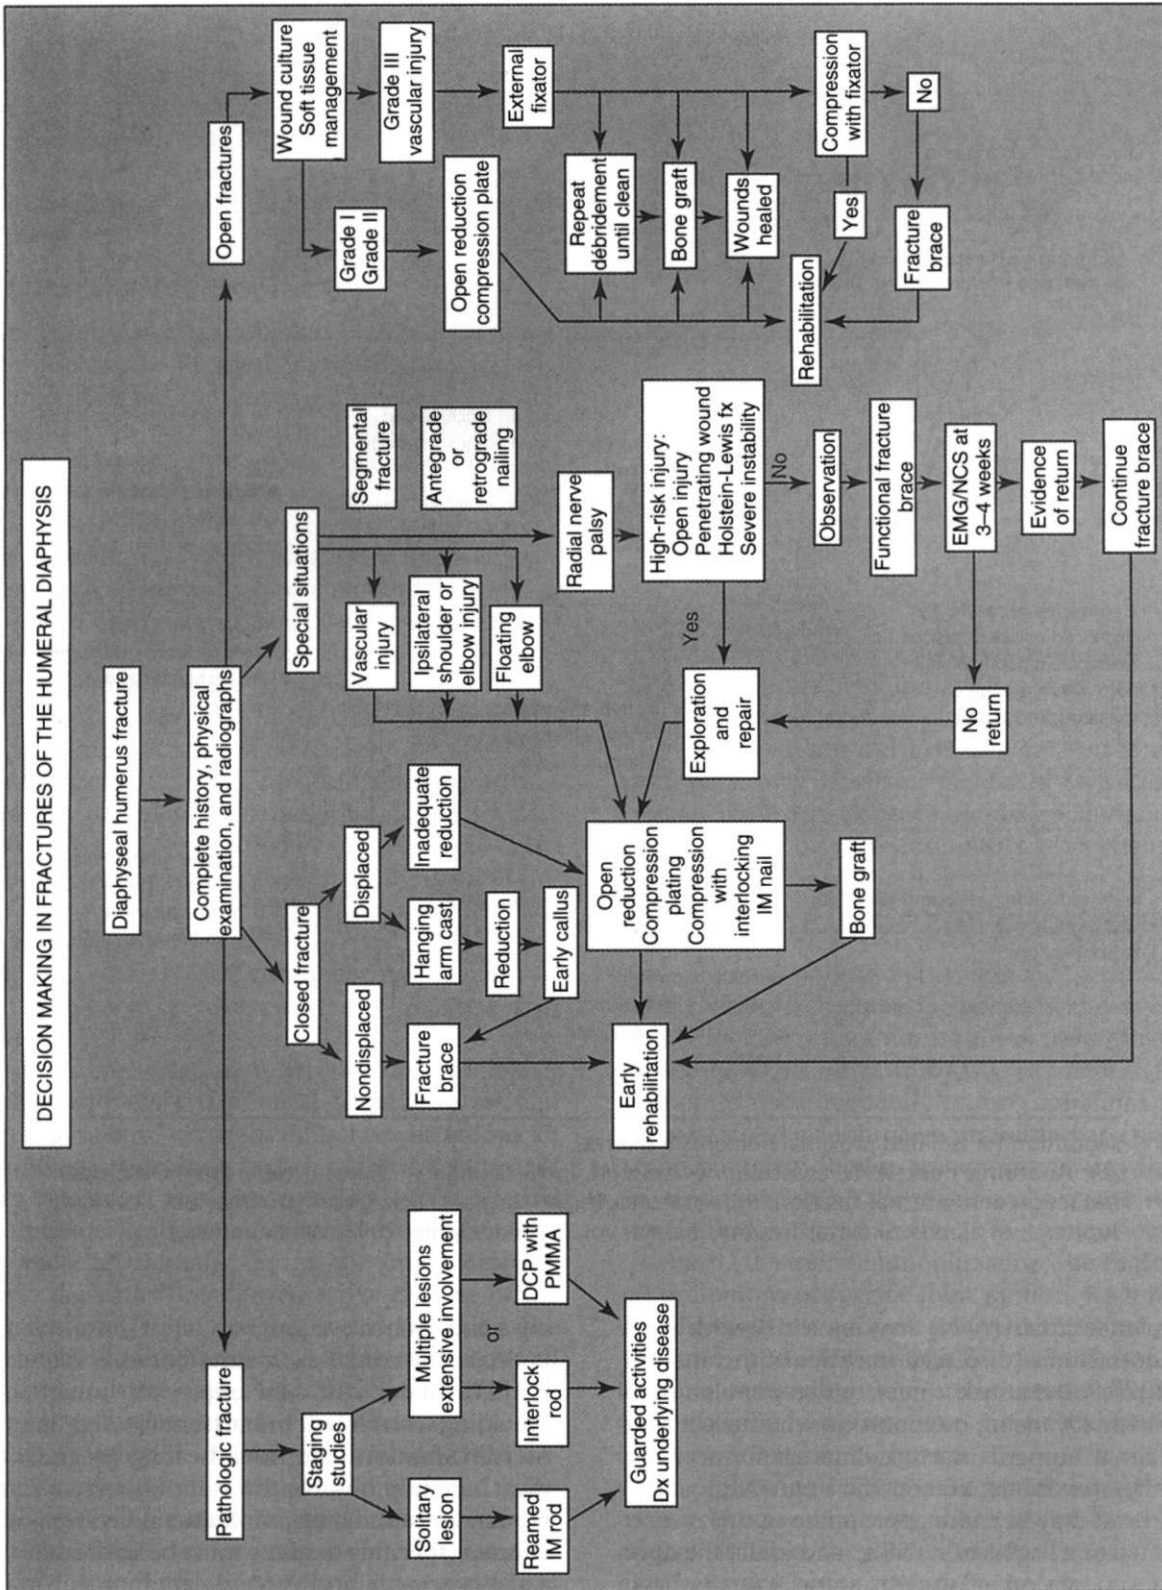 DECISION MAKING IN FRACTURES OF THE HUMERAL DIAPHYSIS
Diaphyseal humerus fracture
Complete history, physical
examination, and radiographs
Pathologic fracture
Staging
studies
Solitary
lesion
Multiple lesions
extensive involvement
Reamed
IM rod
Interlock
rod
or
DCP with
PMMA
Guarded activities
Dx underlying disease
Closed fracture
Nondisplaced
Displaced
Fracture
brace
Hanging
arm cast
Inadequate
reduction
Reduction
Early callus
Early
rehabilitation
Open
reduction
Compression
plating
Compression
with
interlocking
IM nail
Bone graft
Special situations
Vascular
injury
Ipsilateral
shoulder or
elbow injury
Floating
elbow
Segmental
fracture
Antegrade
or
retrograde
nailing
Radial nerve
palsy
High-risk injury:
Open injury
Penetrating wound
Holstein-Lewis fx
Severe instability
Yes
No
Exploration
and
repair
Observation
Functional fracture
brace
EMG/NCS at
3–4 weeks
No
return
Evidence
of return
Continue
fracture brace
Open fractures
Wound culture
Soft tissue
management
Grade I
Grade II
Grade III
vascular injury
Open reduction
compression plate
External
fixator
Repeat
débridement
until clean
Bone graft
Wounds
healed
Compression
with fixator
Yes
No
Rehabilitation
Fracture
brace